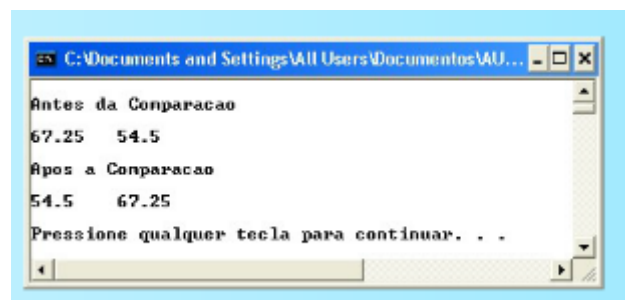 C:\Documents and Settings\All Users\Documentos\AU...
Antes da Comparacao
67.25 54.5
Apos a Comparacao
54.5 67.25
Pressione qualquer tecla para continuar. . .